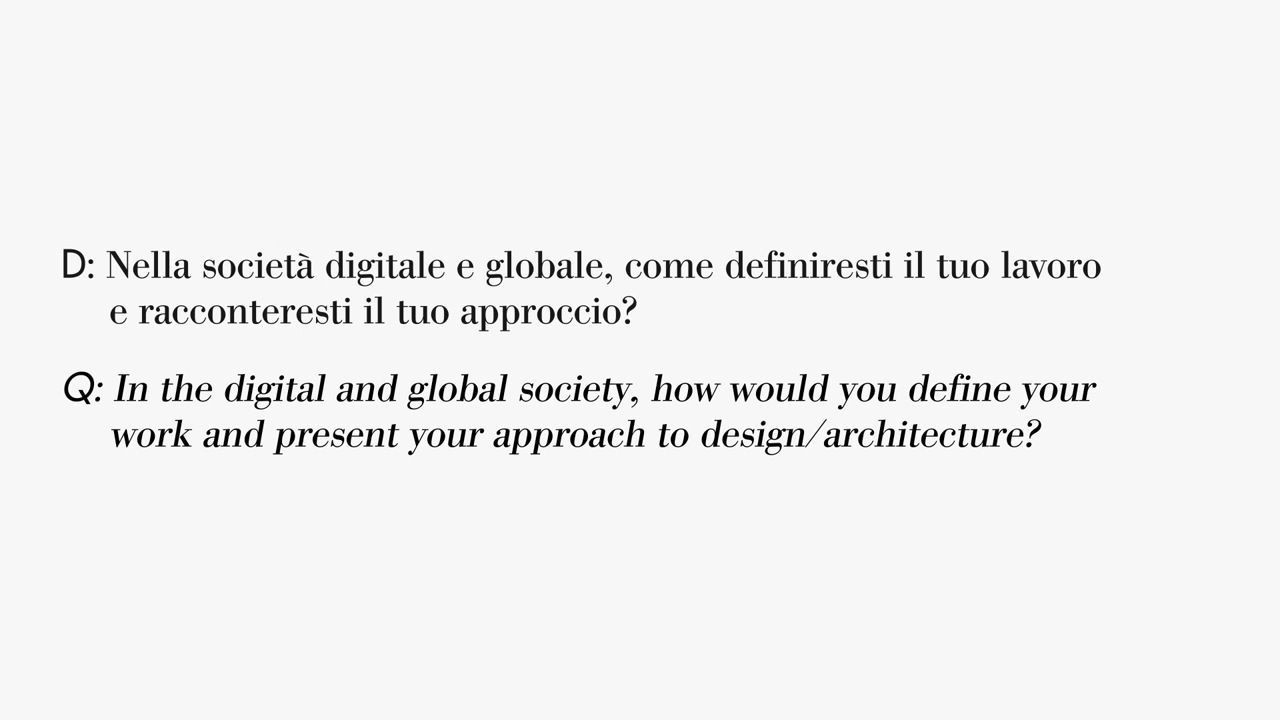 D: Nella società digitale e globale, come definiresti il tuo lavoro
e racconteresti il tuo approccio?
Q: In the digital and global society, how would you define your
work and present your approach to design/architecture?